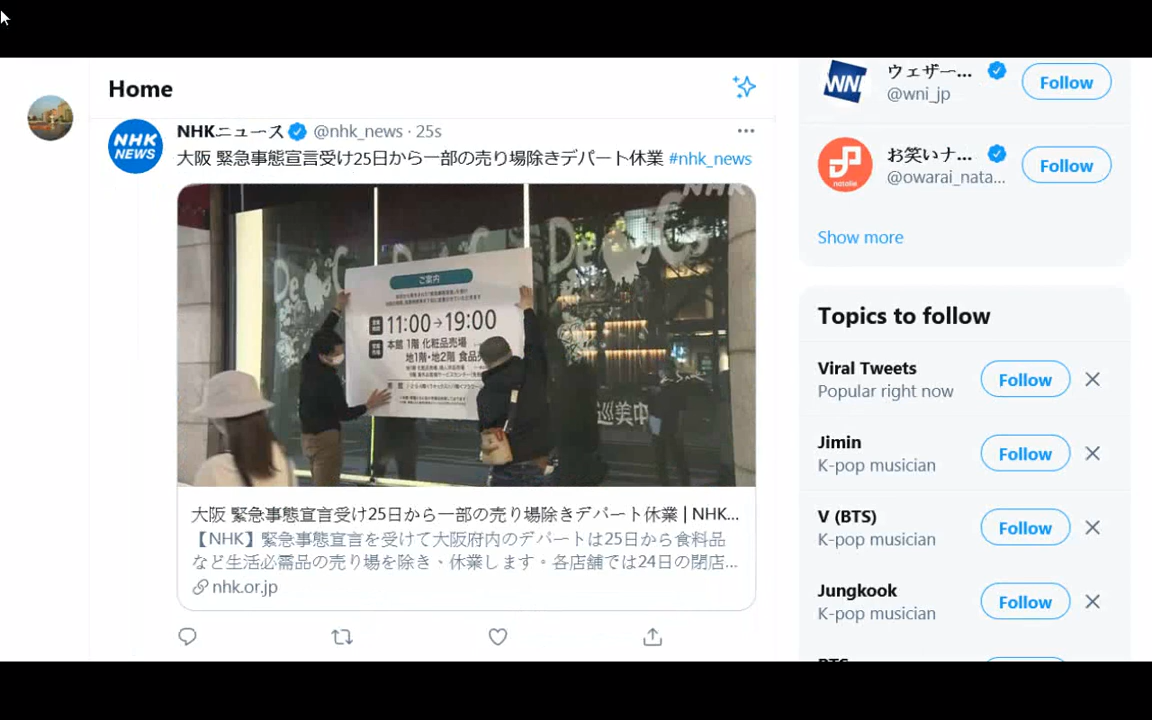 Home
NHKニュース @nhk_news · 25s
大阪 緊急事態宣言受け25日から一部の売り場除きデパート休業 #nhk_news
NHK NEWS
NHK
De
De
ご案内
11:00→19:00
本館 1階 化粧品売場
地1階・地2階 食品
巡美中
大阪 緊急事態宣言受け25日から一部の売り場除きデパート休業 | NHK...
【NHK】緊急事態宣言を受けて大阪府内のデパートは25日から食料品
など生活必需品の売り場を除き、休業します。各店舗では24日の閉店...
nhk.or.jp
WNI
ウェザー...
@wni_jp
Follow
natalie
お笑いナ...
@owarai_nata...
Follow
Show more
Topics to follow
Viral Tweets
Popular right now
Follow
Jimin
K-pop musician
Follow
V (BTS)
K-pop musician
Follow
Jungkook
K-pop musician
Follow
BTS